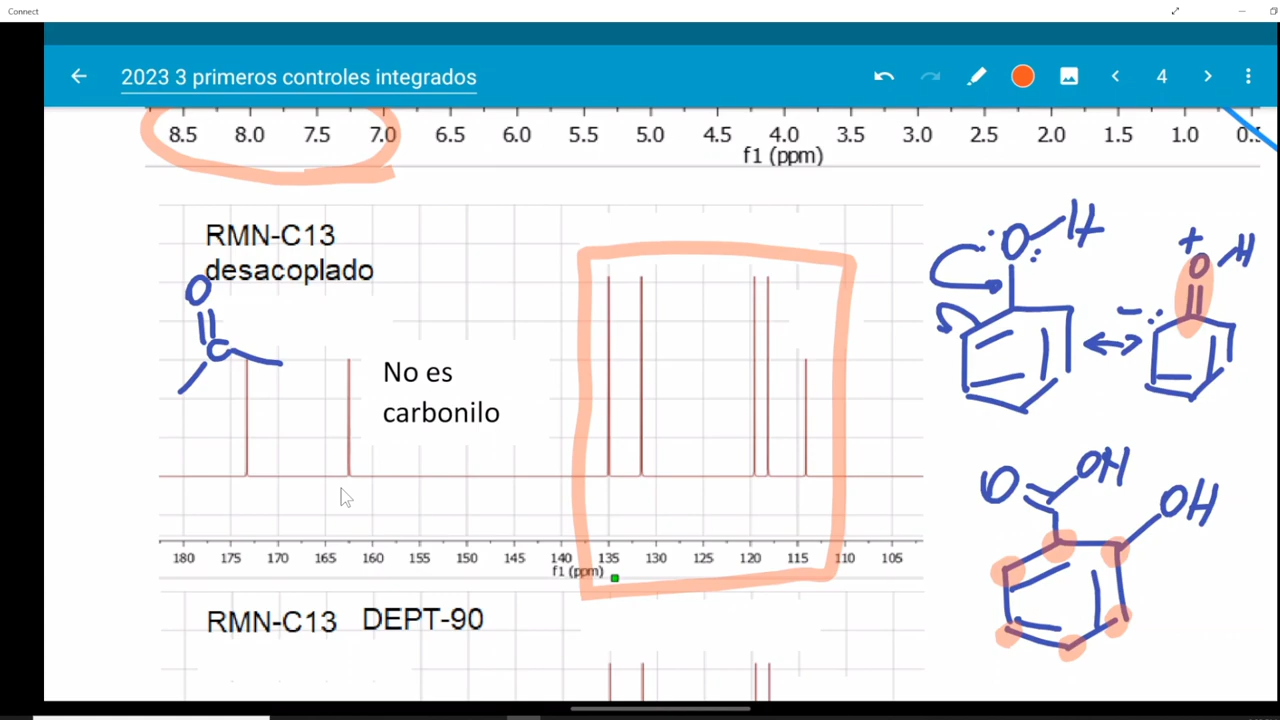 Connect
2023 3 primeros controles integrados
4
8.5 8.0 7.5 7.0 6.5 6.0 5.5 5.0 4.5 4.0 3.5 3.0 2.5 2.0 1.5 1.0
f1 (ppm)
RMN-C13
desacoplado
O
C
No es
carbonilo
O H
+
O H
−
O OH
OH
180 175 170 165 160 155 150 145 140 135 130 125 120 115 110 105
f1 (ppm)
RMN-C13 DEPT-90